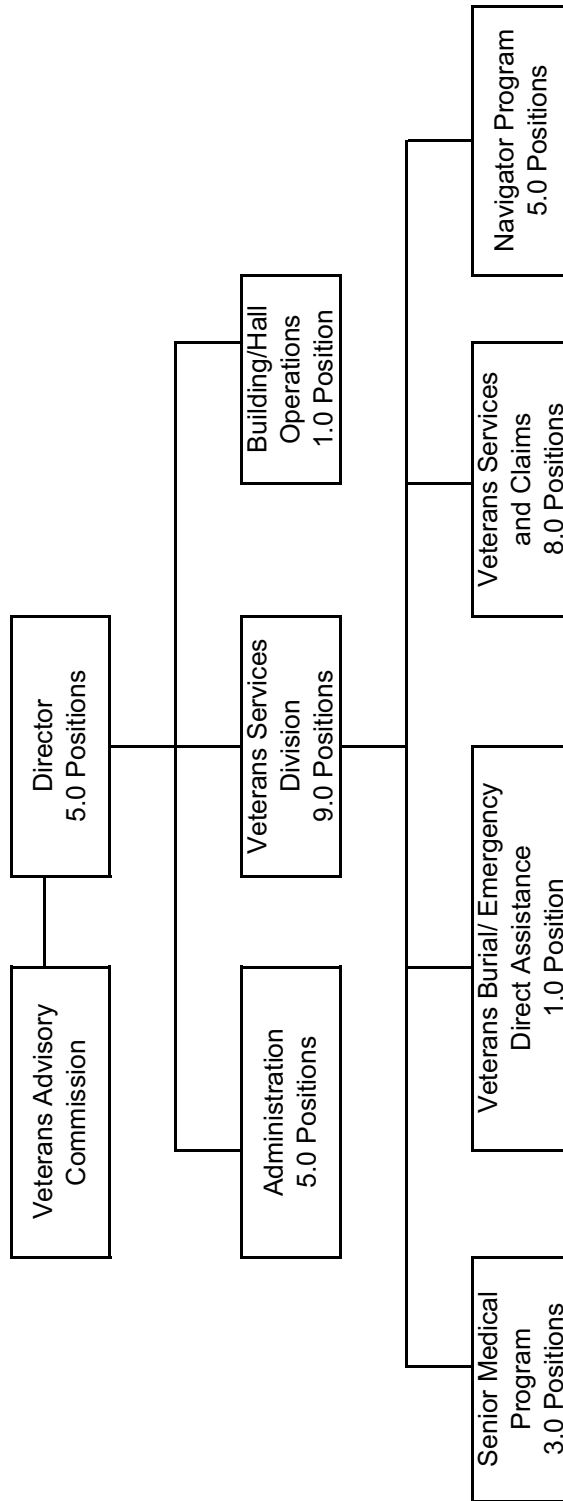 Veterans Advisory
Commission
Director
5.0 Positions
Administration
5.0 Positions
Veterans Services
Division
9.0 Positions
Building/Hall
Operations
1.0 Position
Senior Medical
Program
3.0 Positions
Veterans Burial/ Emergency
Direct Assistance
1.0 Position
Veterans Services
and Claims
8.0 Positions
Navigator Program
5.0 Positions